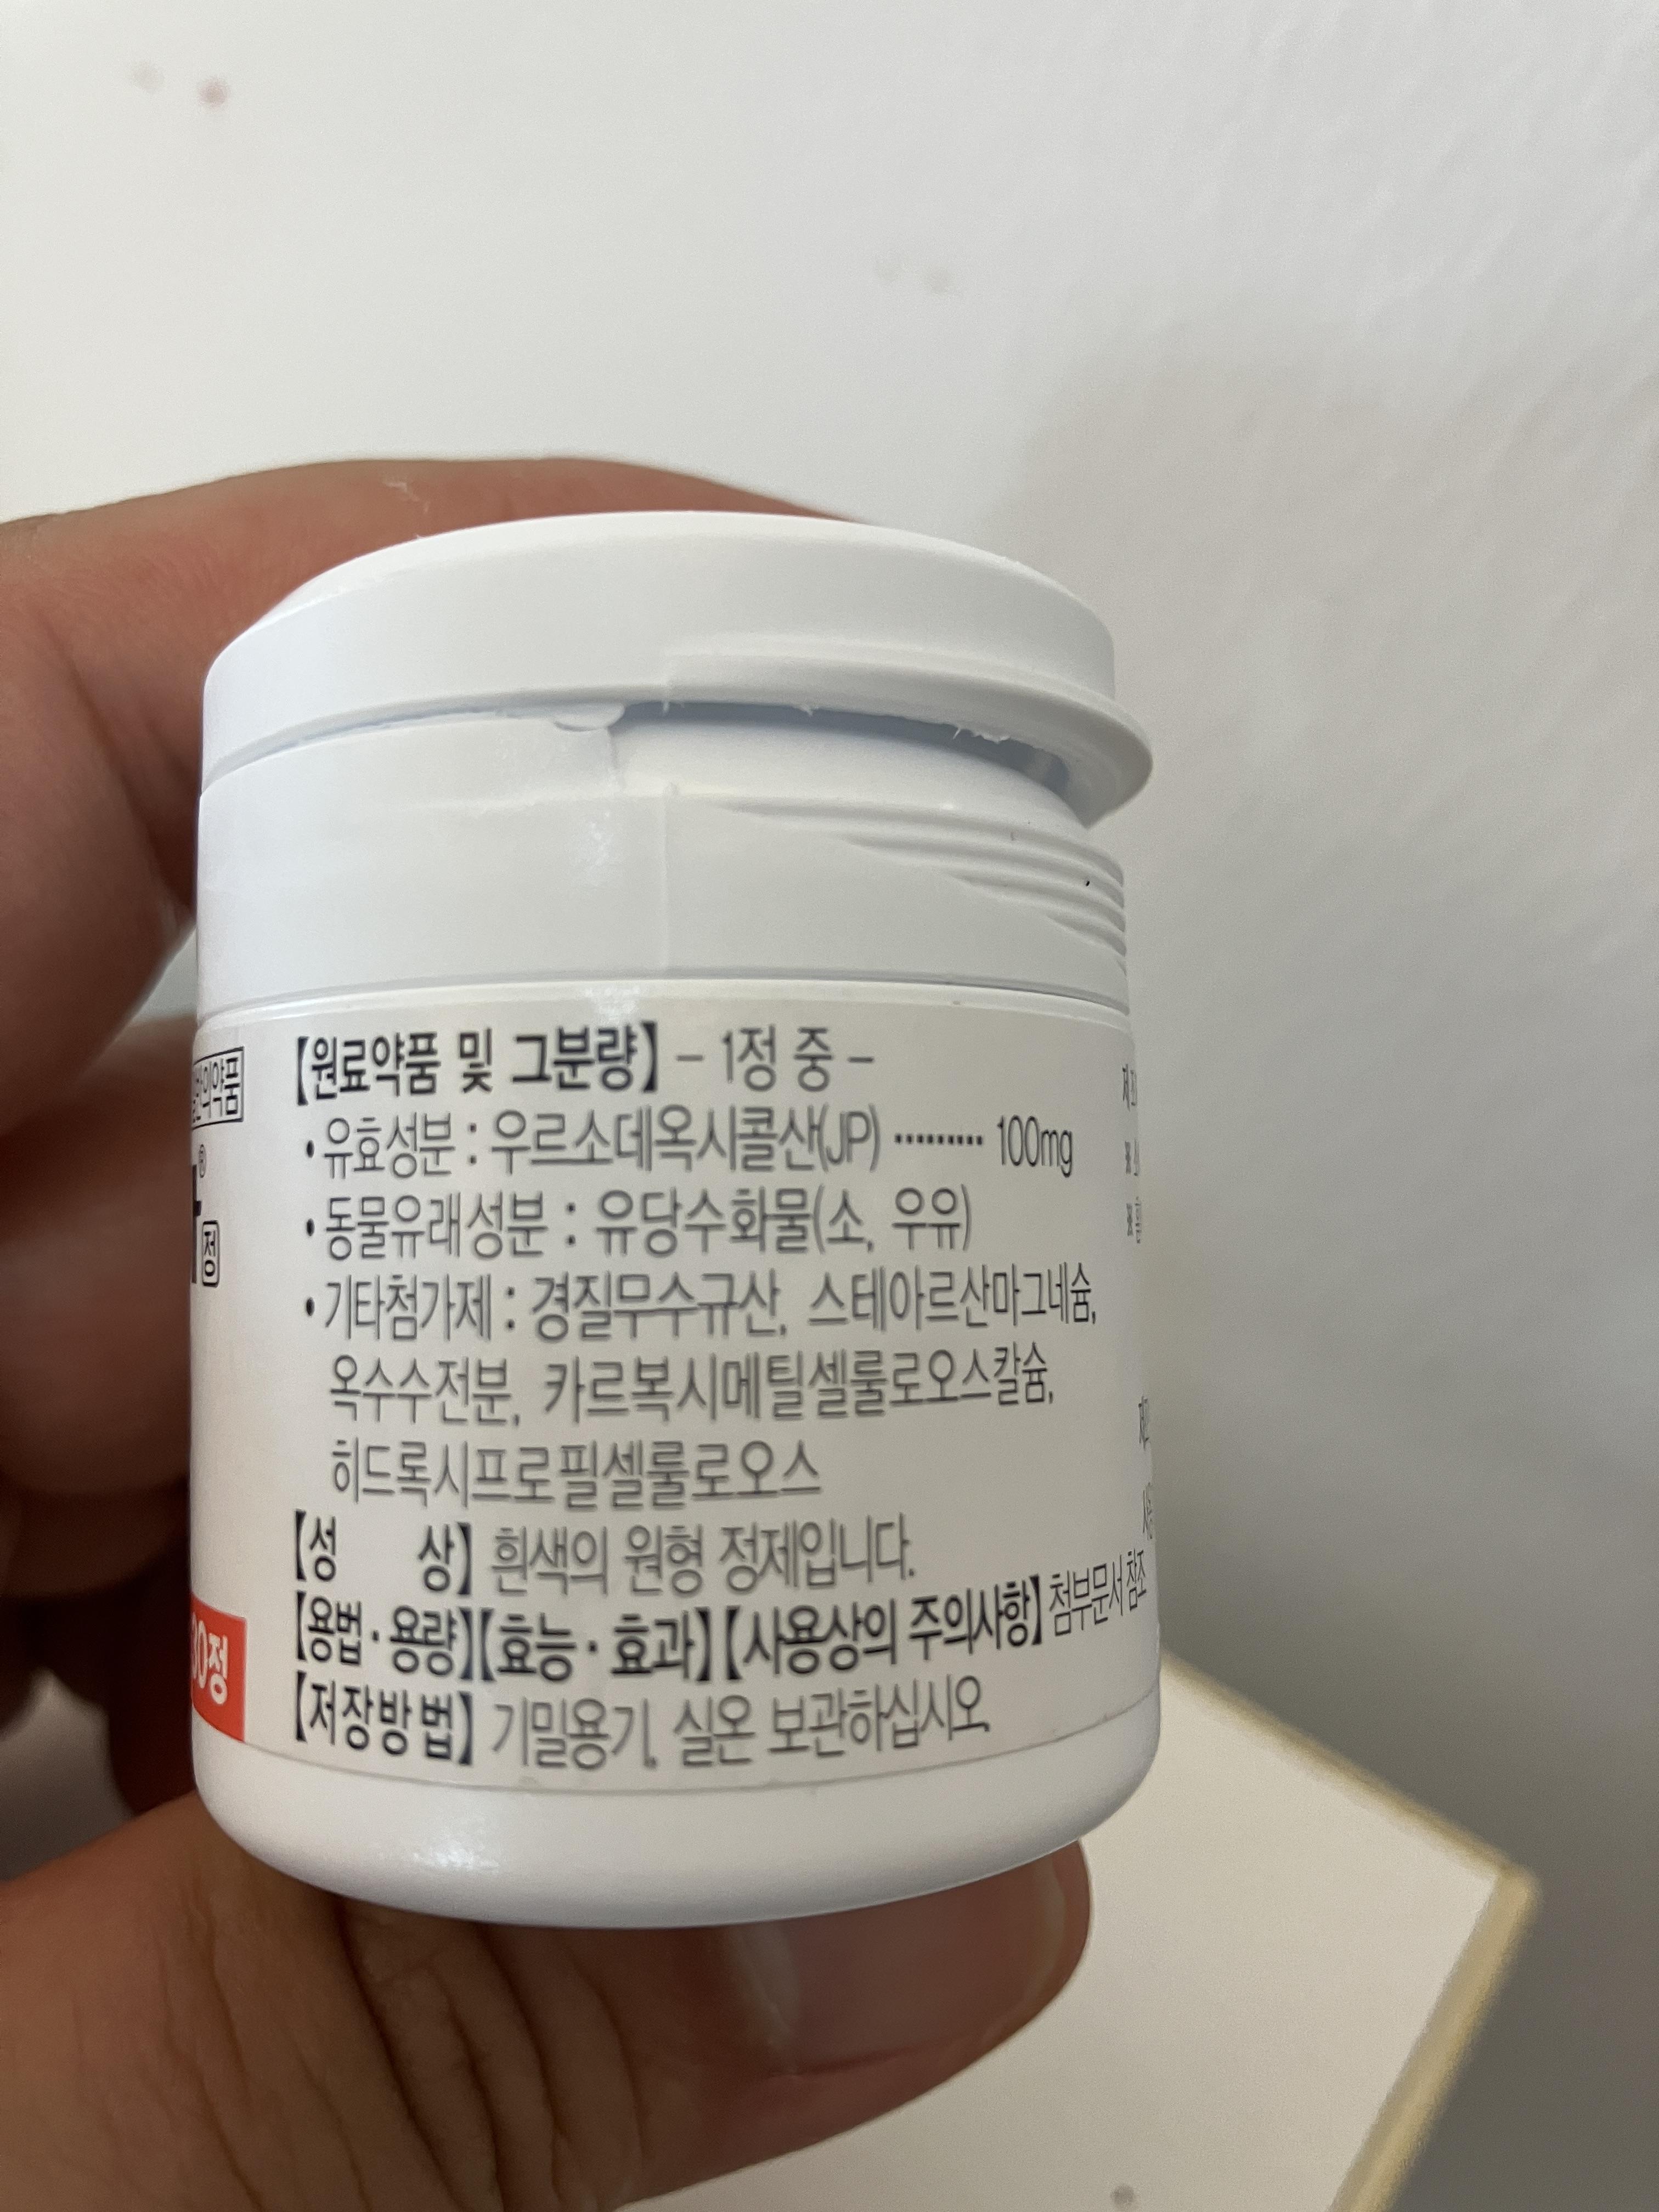 【원료약품 및 그분량】 - 1정 중 -
• 유효성분 : 우르소데옥시콜산(JP) ········· 100mg
• 동물유래성분 : 유당수화물(소, 우유)
• 기타첨가제 : 경질무수규산, 스테아르산마그네슘,
옥수수전분, 카르복시메틸셀룰로오스칼슘,
히드록시프로필셀룰로오스
【성 상】 흰색의 원형 정제입니다.
【용법 · 용량】【효능 · 효과】【사용상의 주의사항】 첨부문서 참조
【저장방법】 기밀용기, 실온 보관하십시오.
®
정
30정